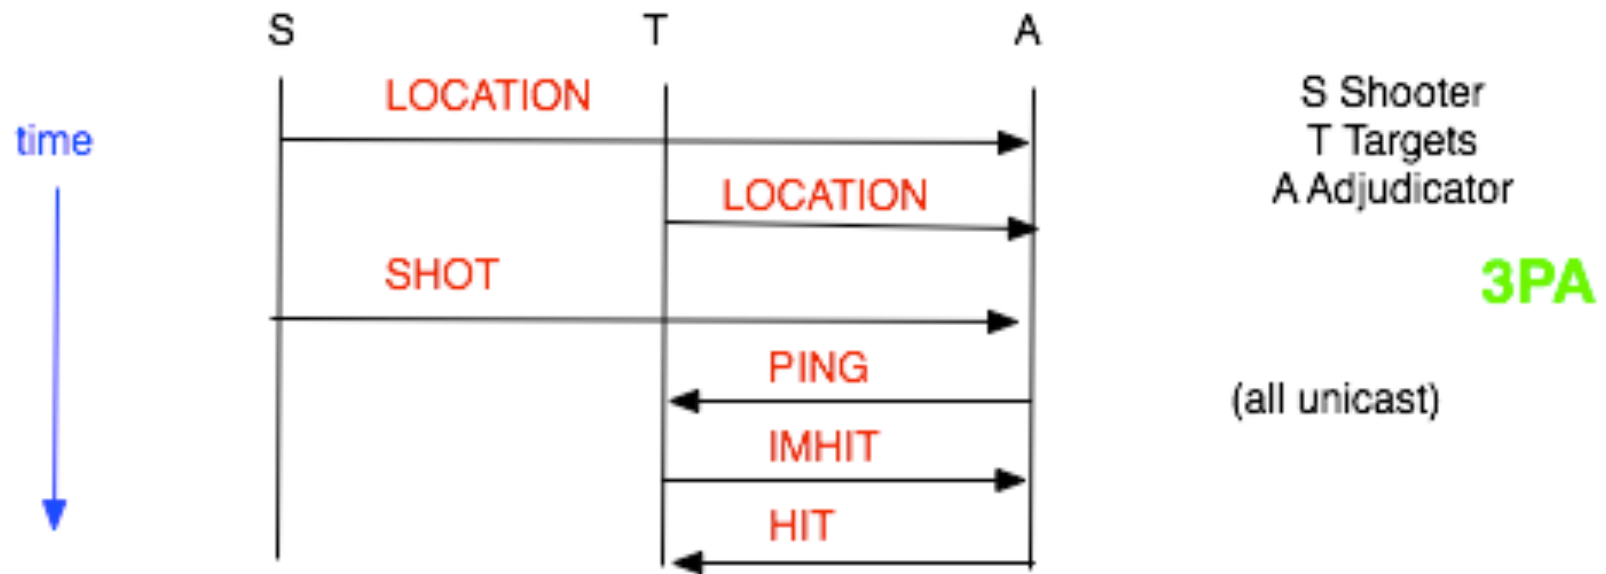 S T A
LOCATION
S Shooter
time
T Targets
LOCATION
A Adjudicator
SHOT
3PA
PING
(all unicast)
IMHIT
HIT